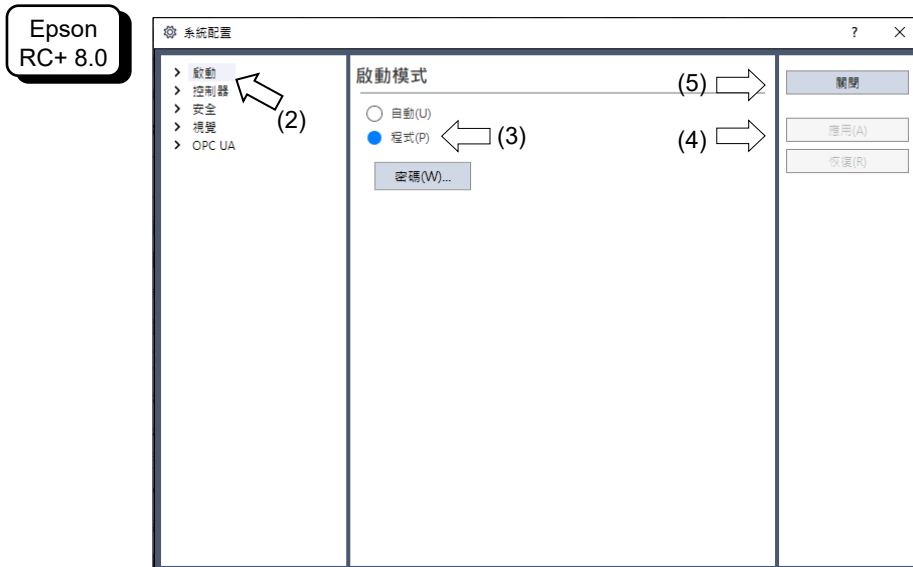 Epson
RC+ 8.0
系統配置
?
啟動
控制器
安全
視覺
OPC UA
(2)
啟動模式
自動(U)
程式(P)
(3)
密碼(W)...
(5)
關閉
(4)
應用(A)
恢復(R)